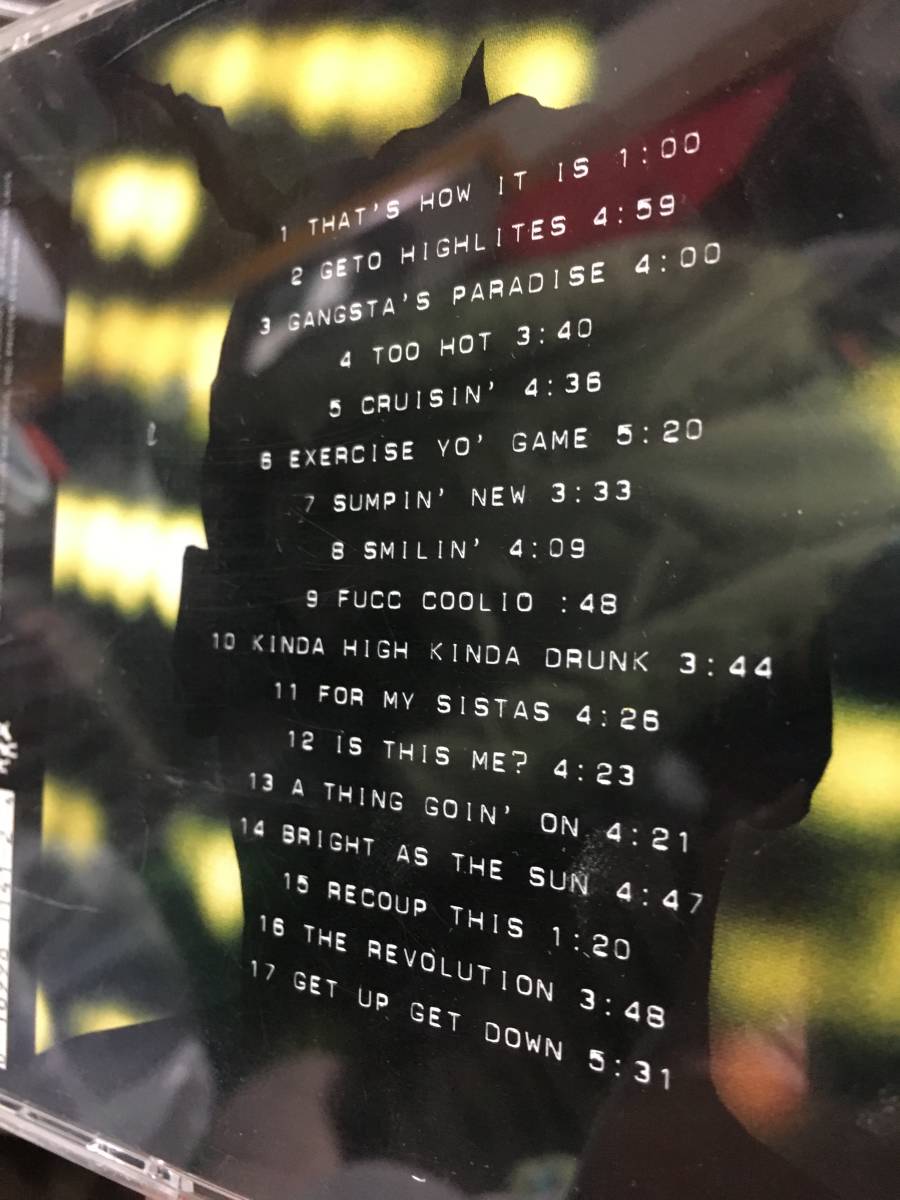 1 THAT'S HOW IT IS 1:00
2 GETO HIGHLITES 4:59
3 GANGSTA'S PARADISE 4:00
4 TOO HOT 3:40
5 CRUISIN' 4:36
6 EXERCISE YO' GAME 5:20
7 SUMPIN' NEW 3:33
8 SMILIN' 4:09
9 FUCC COOLIO :48
10 KINDA HIGH KINDA DRUNK 3:44
11 FOR MY SISTAS 4:26
12 IS THIS ME? 4:23
13 A THING GOIN' ON 4:21
14 BRIGHT AS THE SUN 4:47
15 RECOUP THIS 1:20
16 THE REVOLUTION 3:48
17 GET UP GET DOWN 5:31